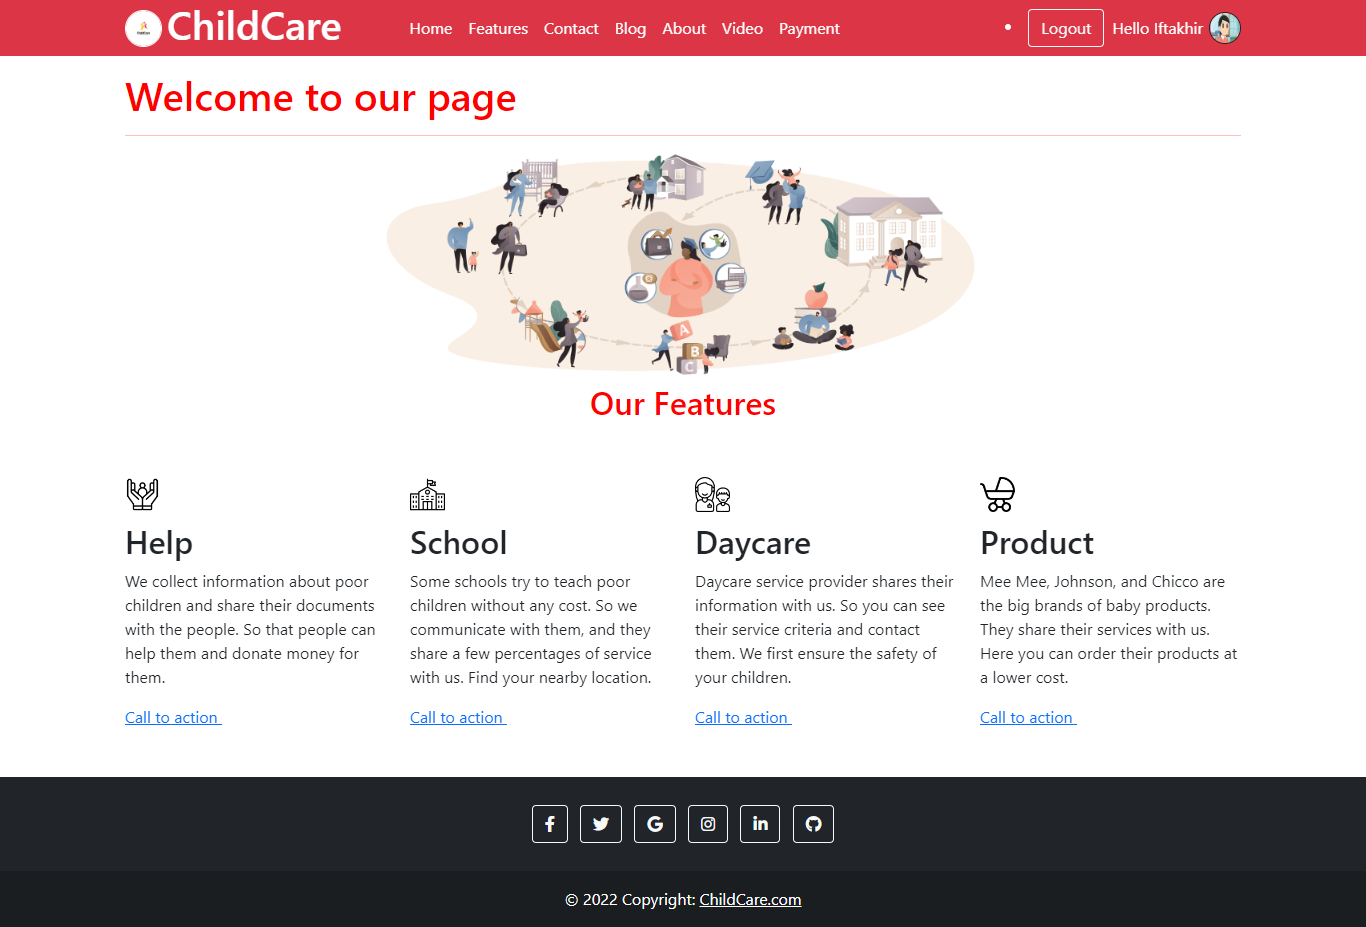 ChildCare
Home Features Contact Blog About Video Payment
Logout Hello Iftakhir
Welcome to our page
A
B
C
Our Features
Help
We collect information about poor
children and share their documents
with the people. So that people can
help them and donate money for
them.
Call to action
School
Some schools try to teach poor
children without any cost. So we
communicate with them, and they
share a few percentages of service
with us. Find your nearby location.
Call to action
Daycare
Daycare service provider shares their
information with us. So you can see
their service criteria and contact
them. We first ensure the safety of
your children.
Call to action
Product
Mee Mee, Johnson, and Chicco are
the big brands of baby products.
They share their services with us.
Here you can order their products at
a lower cost.
Call to action
© 2022 Copyright: ChildCare.com